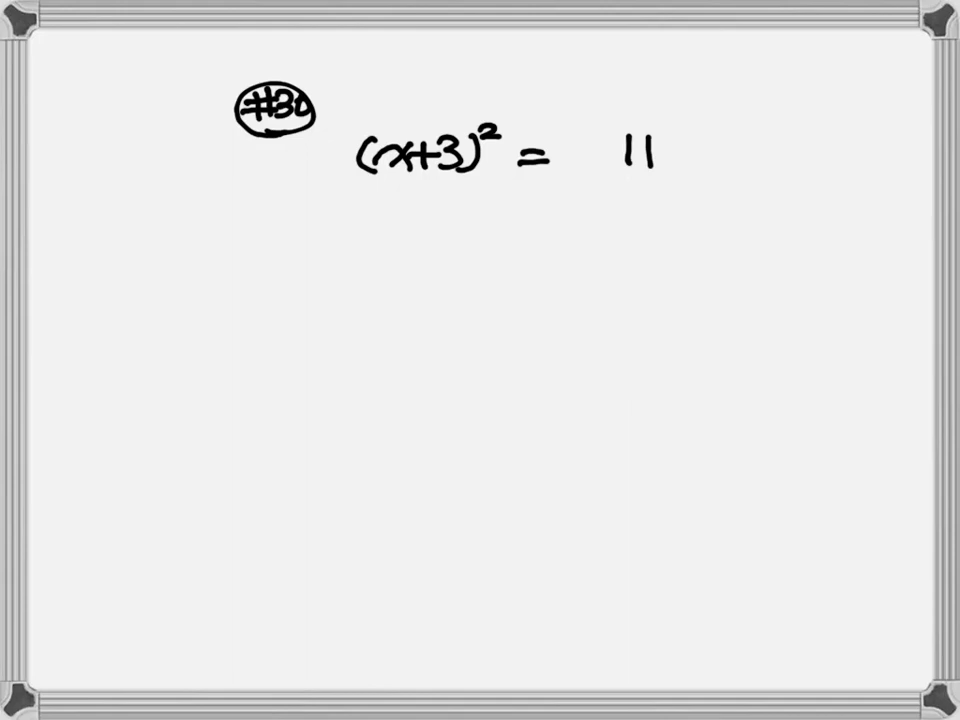 #30
(x+3)² = 11